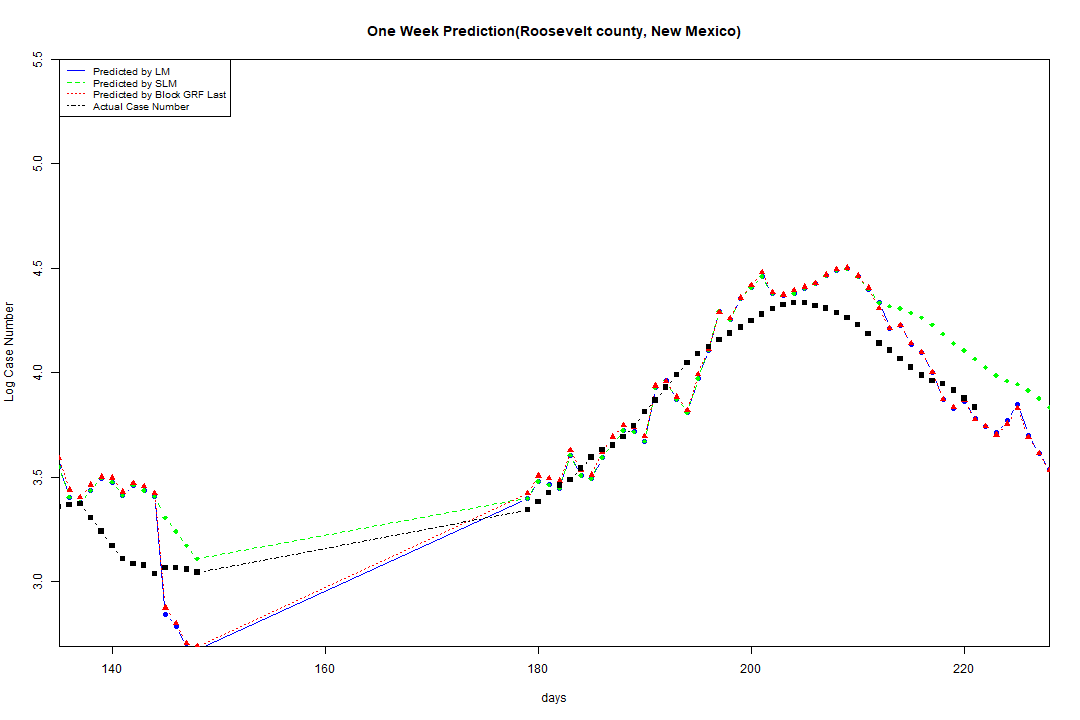 One Week Prediction(Roosevelt county, New Mexico)
Predicted by LM
Predicted by SLM
Predicted by Block GRF Last
Actual Case Number
5.5
5.0
4.5
4.0
3.5
3.0
Log Case Number
140 160 180 200 220
days